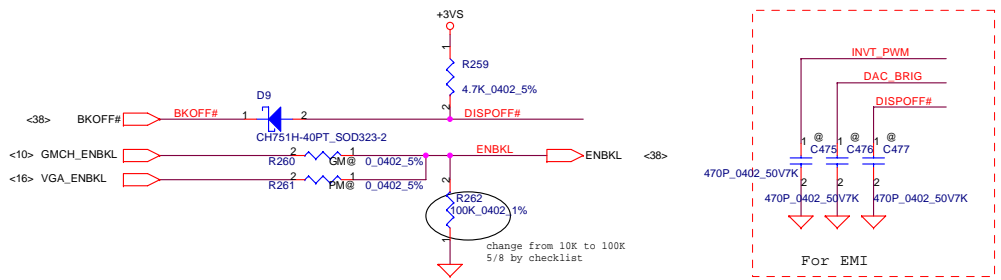 +3VS
INVT_PWM
1
R259
DAC_BRIG
4.7K_0402_5%
D9
2
DISPOFF#
<38> BKOFF# BKOFF# 1 2 DISPOFF#
CH751H-40PT_SOD323-2
@ @ @
1 C475 1 C476 1 C477
<10> GMCH_ENBKL 2 1 ENBKL ENBKL <38>
R260 GM@ 0_0402_5%
470P_0402_50V7K
<16> VGA_ENBKL 2 1
R261 PM@ 0_0402_5%
2 2 2
2
470P_0402_50V7K 470P_0402_50V7K
R262
100K_0402_1%
1
change from 10K to 100K
5/8 by checklist
For EMI